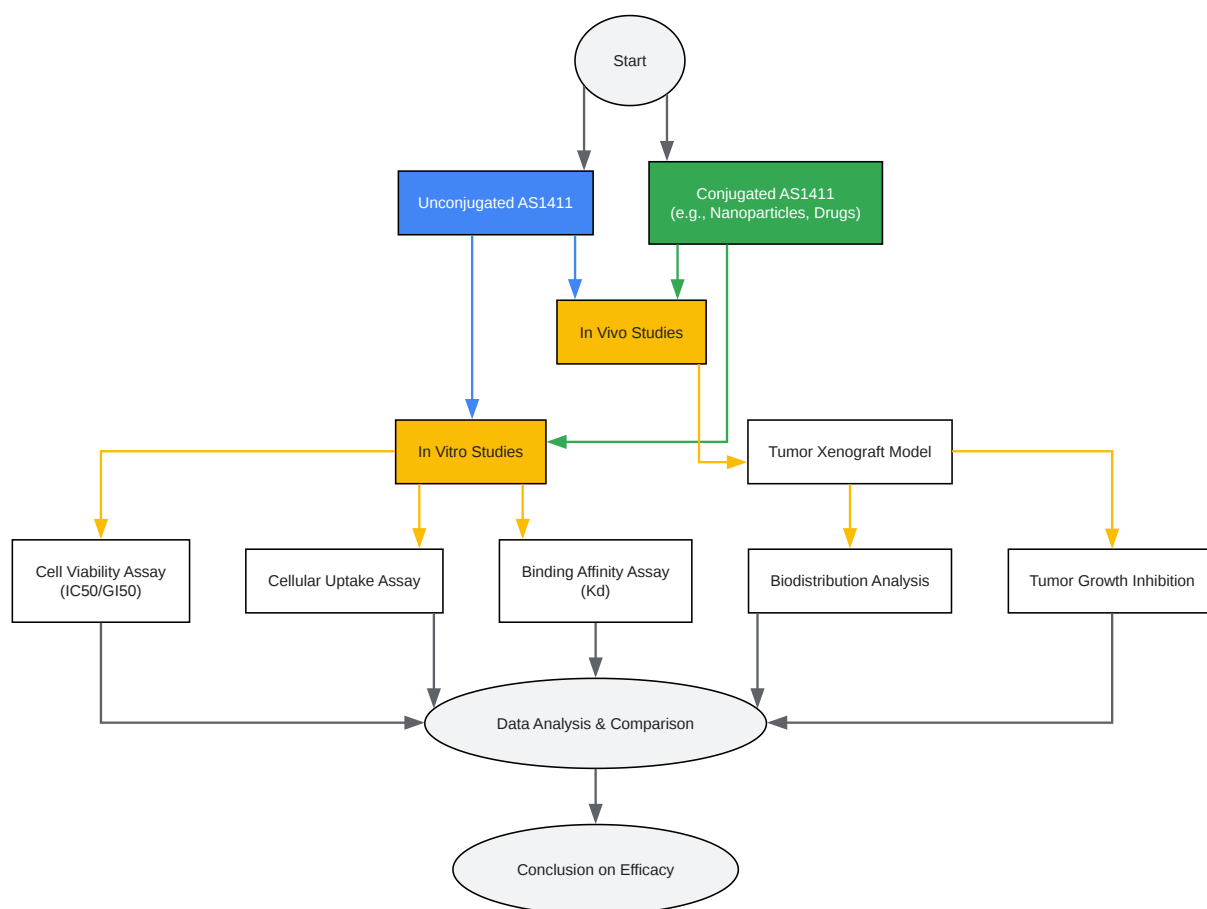 Start
Unconjugated AS1411
Conjugated AS1411
(e.g., Nanoparticles, Drugs)
In Vivo Studies
In Vitro Studies
Tumor Xenograft Model
Cell Viability Assay
(IC50/GI50)
Cellular Uptake Assay
Binding Affinity Assay
(Kd)
Biodistribution Analysis
Tumor Growth Inhibition
Data Analysis & Comparison
Conclusion on Efficacy